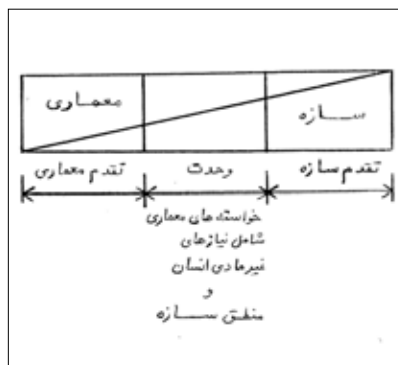 معماری
سازه
تقدم معماری وحدت تقدم سازه
خواسته های معماری
شامل نیازهای
غیرمادی انسان
و
منطق سازه